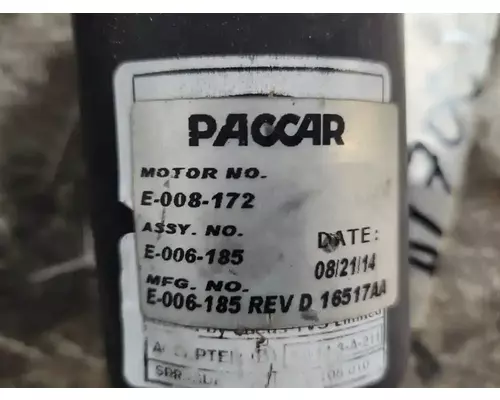 PACCAR
MOTOR NO.
E-008-172
ASSY. NO.
E-006-185
DATE:
08/21/14
MFG. NO.
E-006-185 REV D 16517AA
Limited